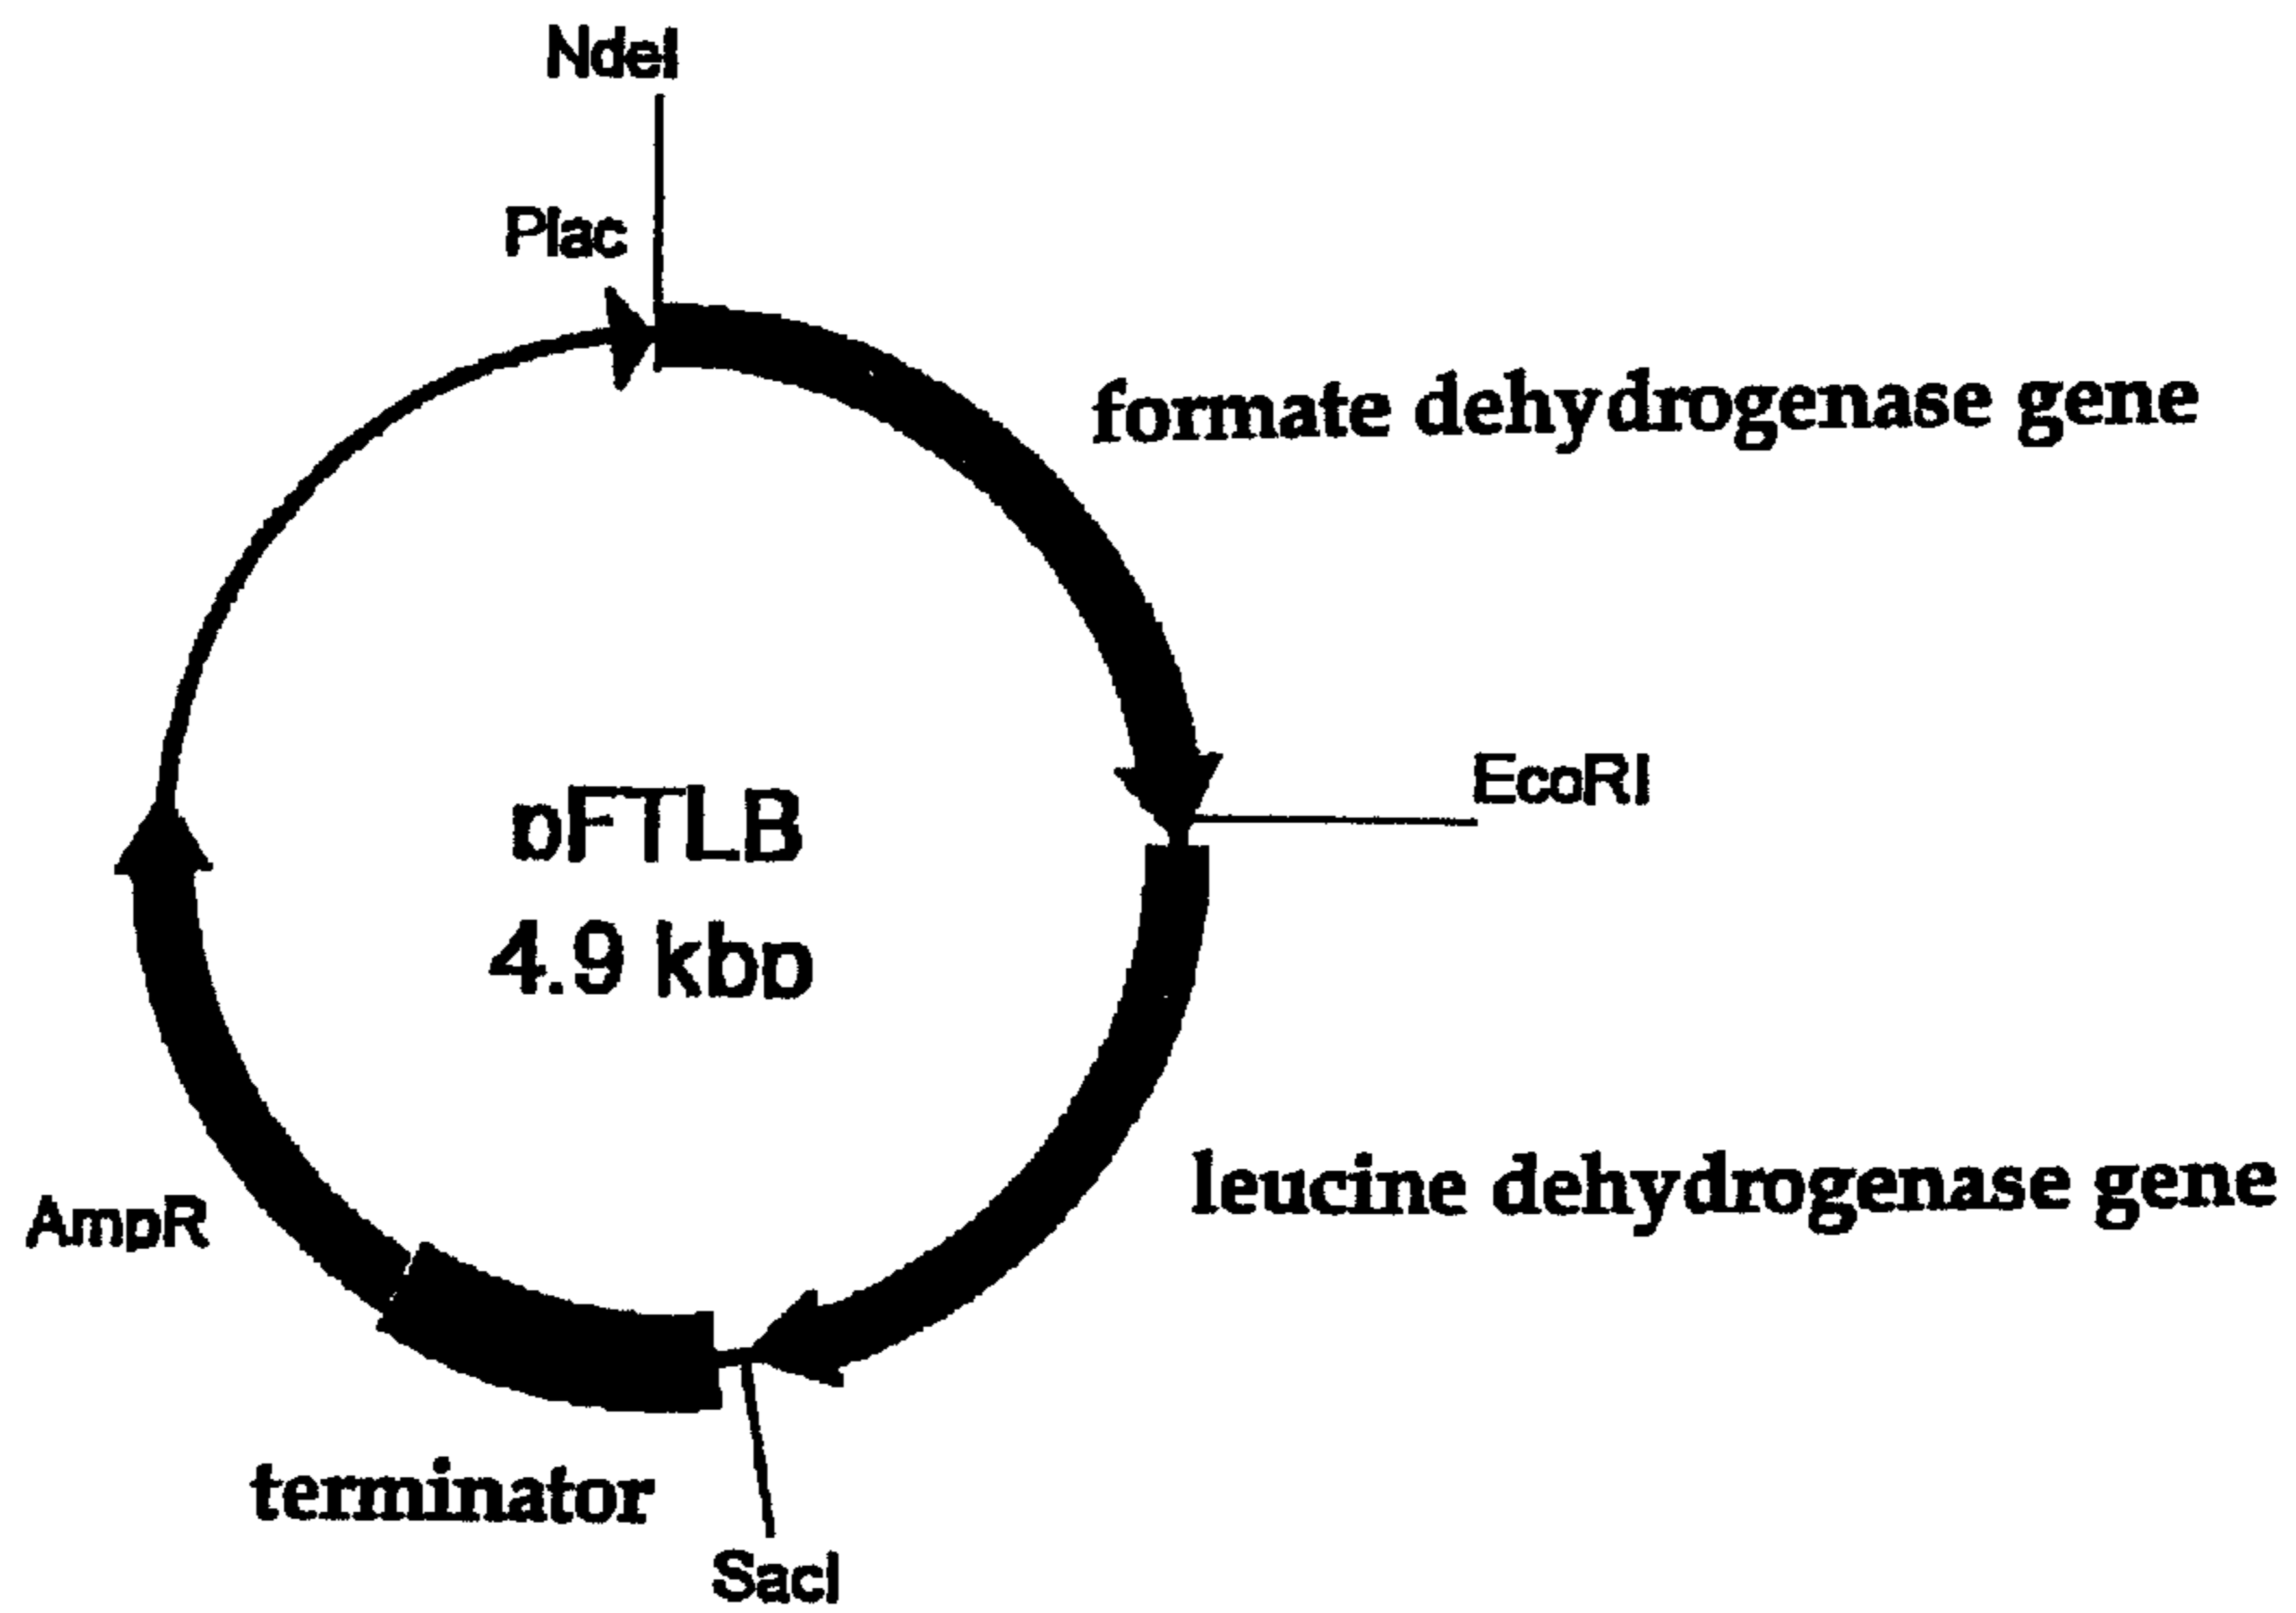 NdeI
Plac
formate dehydrogenase gene
EcoRI
pFTLB
4.9 kbp
leucine dehydrogenase gene
AmpR
terminator
SacI